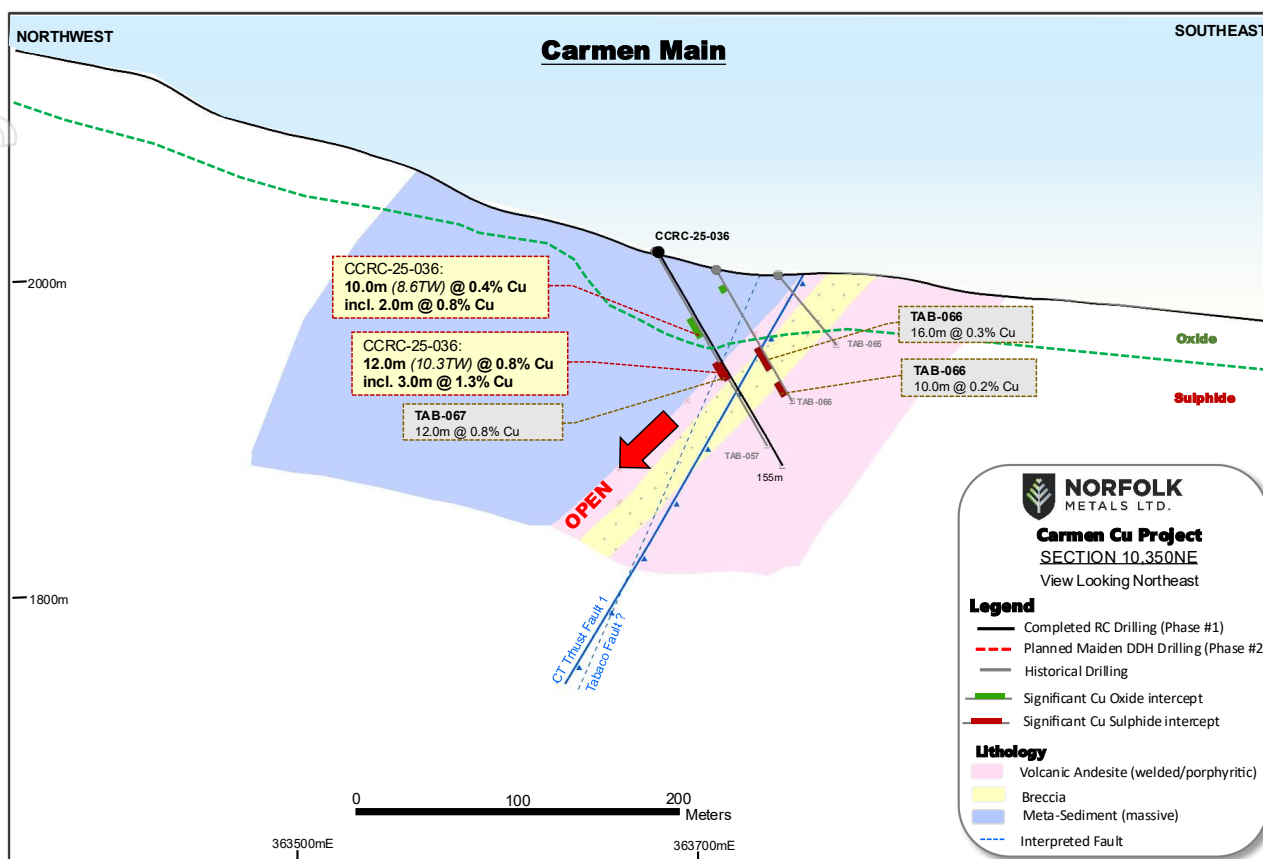 NORTHWEST
SOUTHEAST
Carmen Main
CCRC-25-036
CCRC-25-036:
10.0m (8.6TW) @ 0.4% Cu
incl. 2.0m @ 0.8% Cu
2000m
TAB-066
16.0m @ 0.3% Cu
Oxide
TAB-065
CCRC-25-036:
12.0m (10.3TW) @ 0.8% Cu
incl. 3.0m @ 1.3% Cu
TAB-066
10.0m @ 0.2% Cu
Sulphide
TAB-066
TAB-067
12.0m @ 0.8% Cu
TAB-057
155m
OPEN
1800m
CT Trhust Fault 1
Tabaco Fault ?
NORFOLK
METALS LTD.
Carmen Cu Project
SECTION 10,350NE
View Looking Northeast
Legend
Completed RC Drilling (Phase #1)
Planned Maiden DDH Drilling (Phase #2
Historical Drilling
Significant Cu Oxide intercept
Significant Cu Sulphide intercept
Lithology
Volcanic Andesite (welded/porphyritic)
Breccia
Meta-Sediment (massive)
Interpreted Fault
0 100 200
Meters
363500mE
363700mE